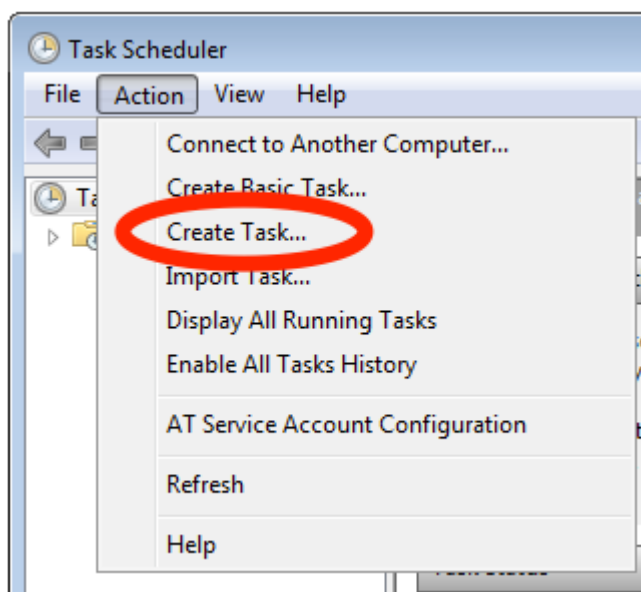 Task Scheduler
File Action View Help
Connect to Another Computer...
Create Basic Task...
Create Task...
Import Task...
Display All Running Tasks
Enable All Tasks History
AT Service Account Configuration
Refresh
Help